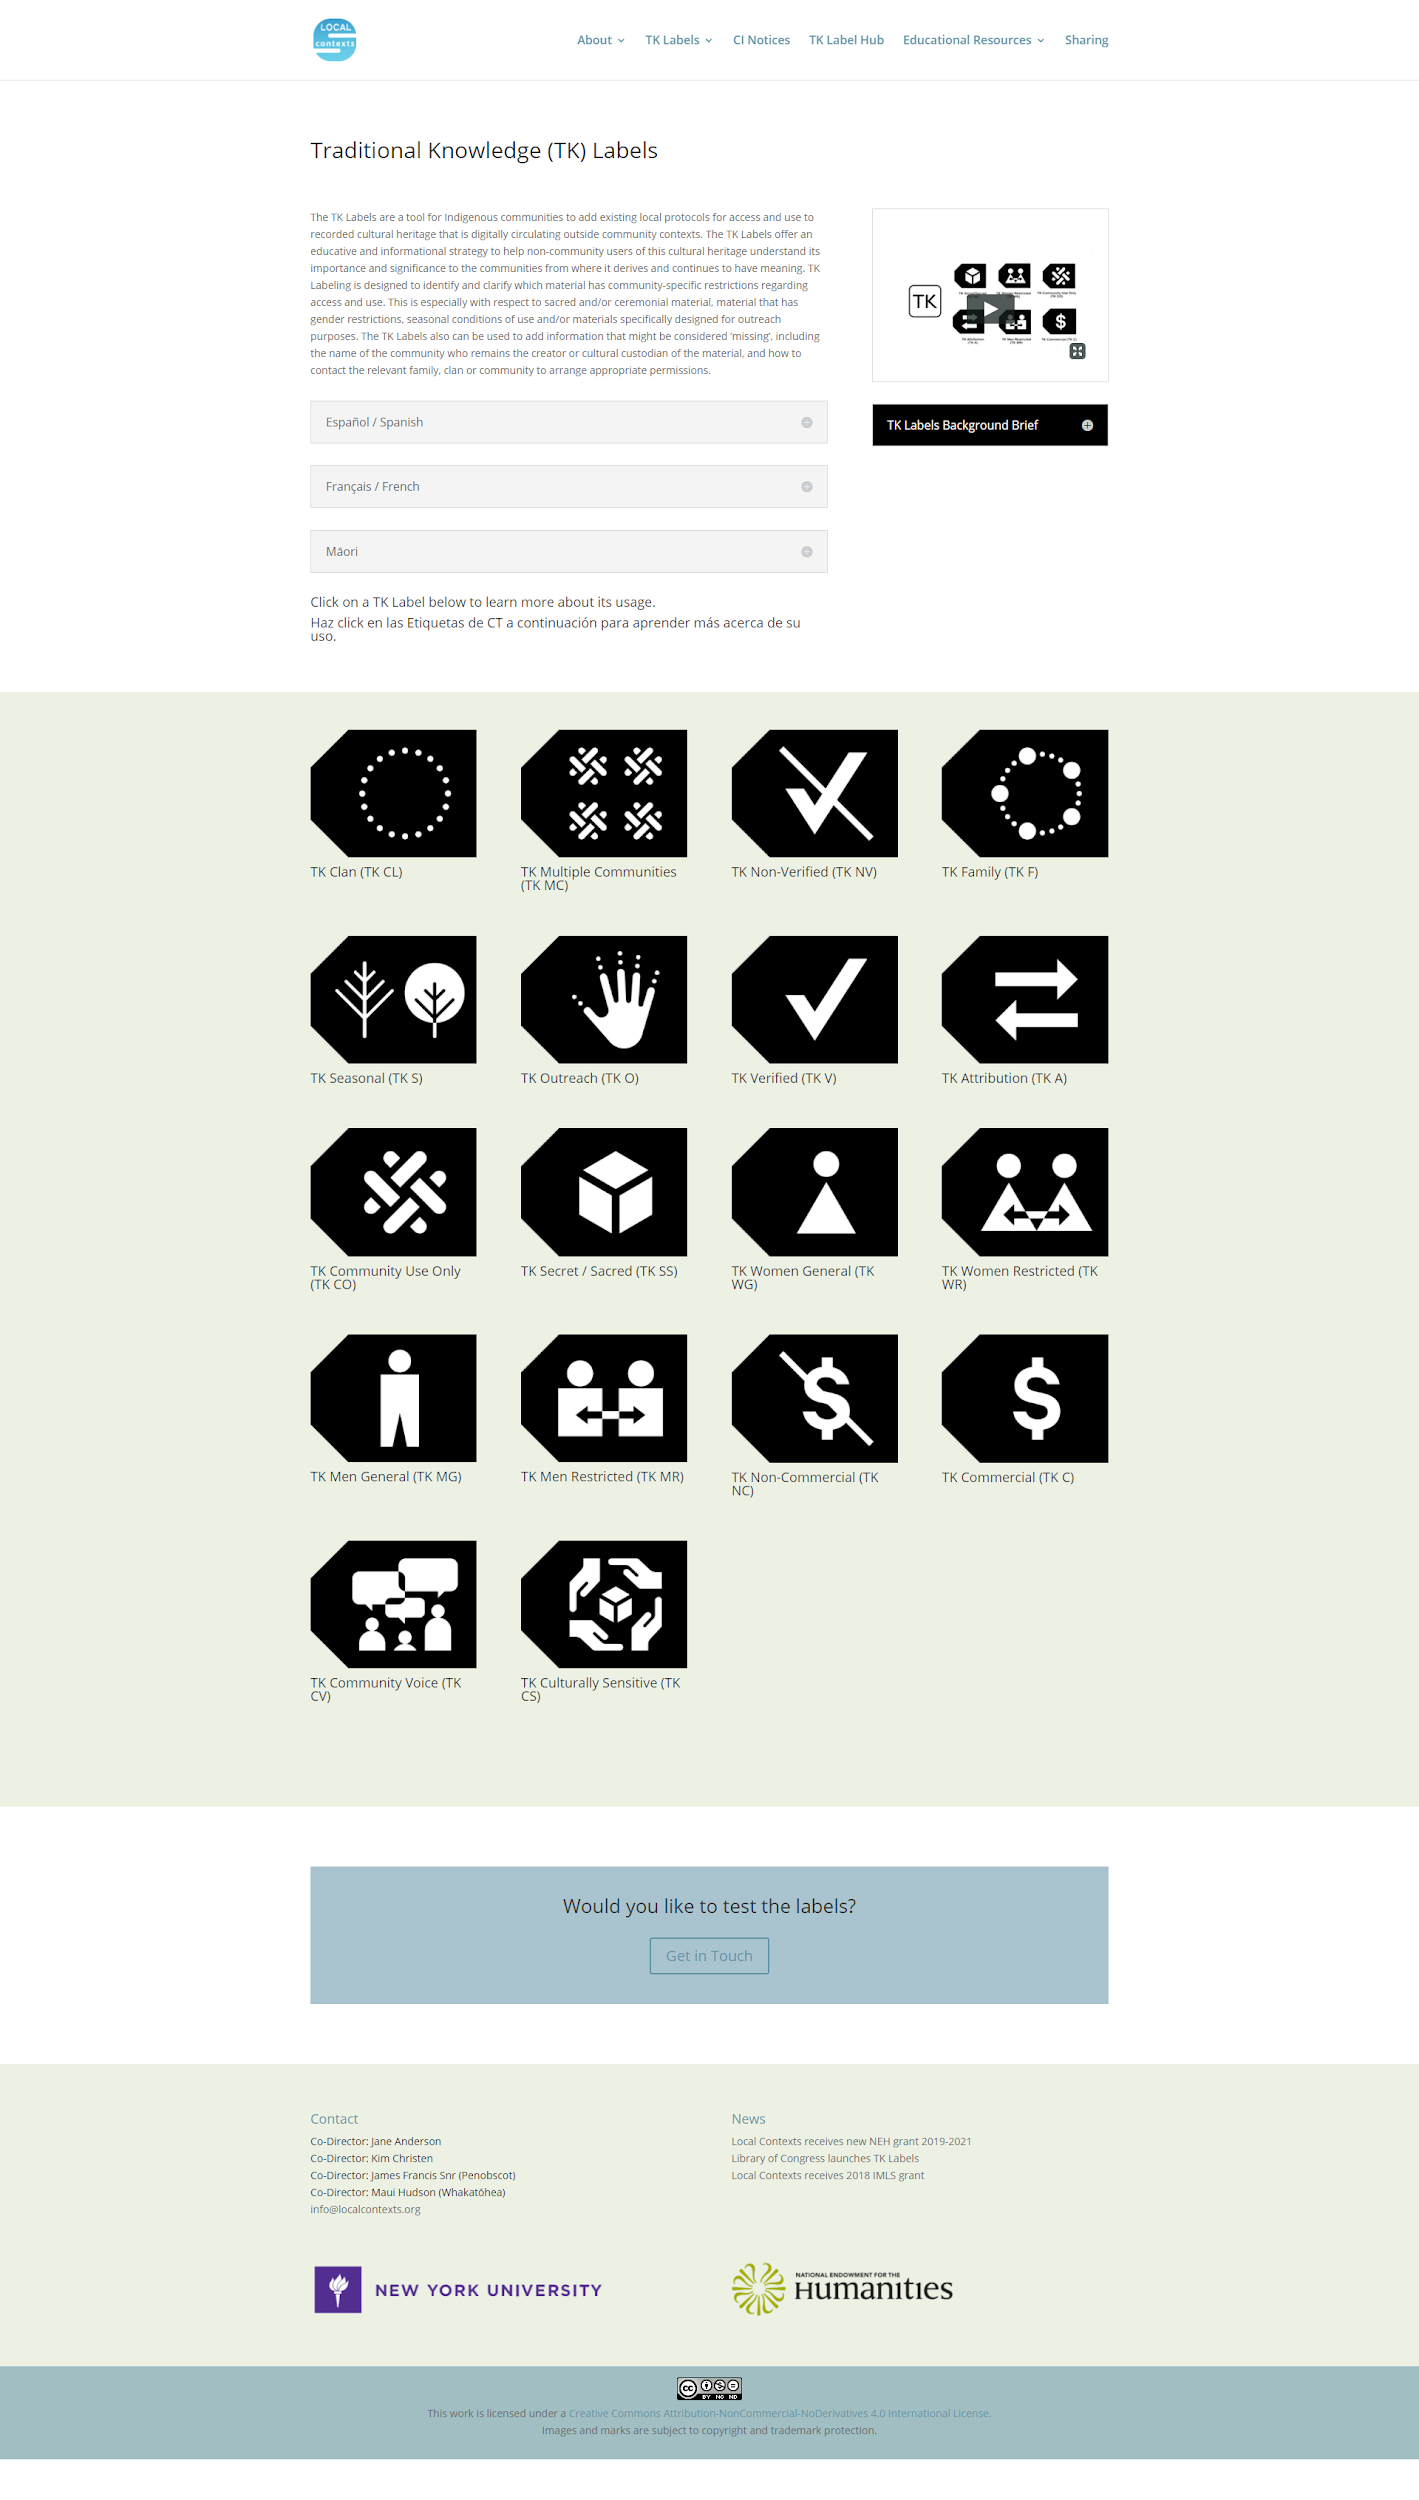 LOCAL
contexts
About
TK Labels
CI Notices
TK Label Hub
Educational Resources
Sharing
Traditional Knowledge (TK) Labels
The TK Labels are a tool for Indigenous communities to add existing local protocols for access and use to
recorded cultural heritage that is digitally circulating outside community contexts. The TK Labels offer an
educative and informational strategy to help non-community users of this cultural heritage understand its
importance and significance to the communities from where it derives and continues to have meaning. TK
Labeling is designed to identify and clarify which material has community-specific restrictions regarding
access and use. This is especially with respect to sacred and/or ceremonial material, material that has
gender restrictions, seasonal conditions of use and/or materials specifically designed for outreach
purposes. The TK Labels also can be used to add information that might be considered ‘missing’, including
the name of the community who remains the creator or cultural custodian of the material, and how to
contact the relevant family, clan or community to arrange appropriate permissions.
TK
TK Labels Background Brief
Español / Spanish
Français / French
Māori
Click on a TK Label below to learn more about its usage.
Haz click en las Etiquetas de CT a continuación para aprender más acerca de su
uso.
TK Clan (TK CL)
TK Multiple Communities
(TK MC)
TK Non-Verified (TK NV)
TK Family (TK F)
TK Seasonal (TK S)
TK Outreach (TK O)
TK Verified (TK V)
TK Attribution (TK A)
TK Community Use Only
(TK CO)
TK Secret / Sacred (TK SS)
TK Women General (TK
WG)
TK Women Restricted (TK
WR)
TK Men General (TK MG)
TK Men Restricted (TK MR)
TK Non-Commercial (TK
NC)
TK Commercial (TK C)
TK Community Voice (TK
CV)
TK Culturally Sensitive (TK
CS)
Would you like to test the labels?
Get in Touch
Contact
Co-Director: Jane Anderson
Co-Director: Kim Christen
Co-Director: James Francis Snr (Penobscot)
Co-Director: Maui Hudson (Whakatōhea)
info@localcontexts.org
News
Local Contexts receives new NEH grant 2019-2021
Library of Congress launches TK Labels
Local Contexts receives 2018 IMLS grant
NEW YORK UNIVERSITY
NATIONAL ENDOWMENT FOR THE
Humanities
cc
BY NC ND
This work is licensed under a Creative Commons Attribution-NonCommercial-NoDerivatives 4.0 International License.
Images and marks are subject to copyright and trademark protection.